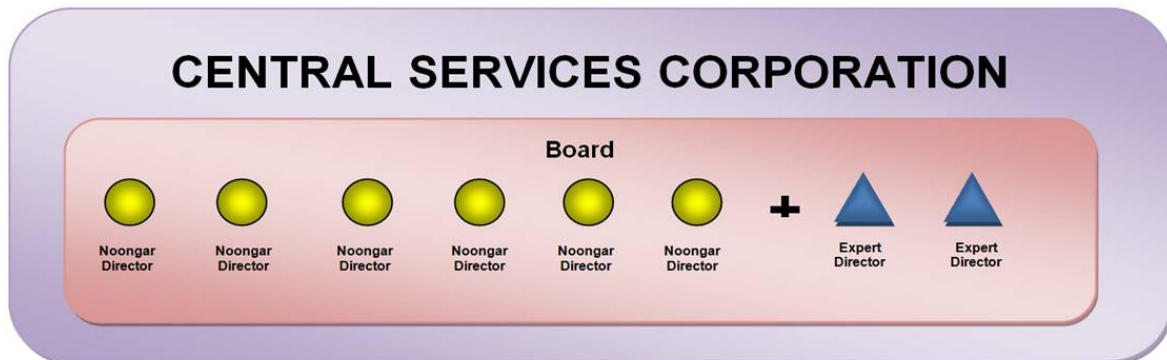 CENTRAL SERVICES CORPORATION
Board
+
Noongar Director
Noongar Director
Noongar Director
Noongar Director
Noongar Director
Noongar Director
Expert Director
Expert Director